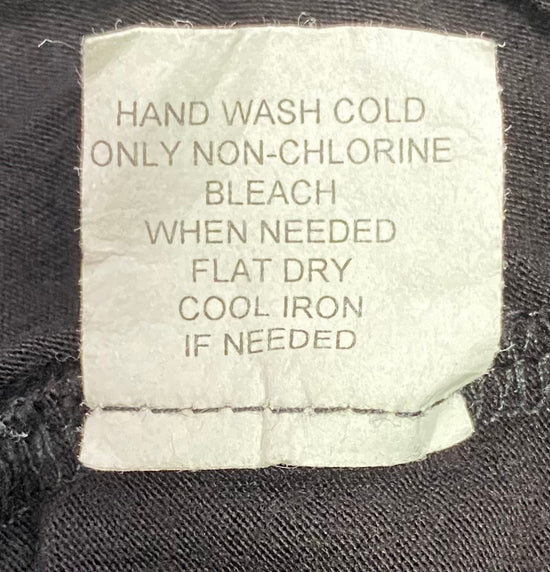 HAND WASH COLD
ONLY NON-CHLORINE
BLEACH
WHEN NEEDED
FLAT DRY
COOL IRON
IF NEEDED